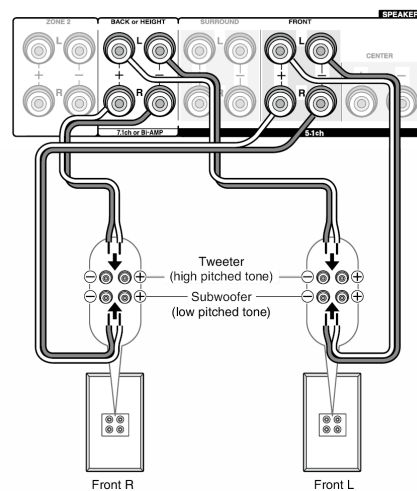 SPEAKER
ZONE 2
BACK or HEIGHT
SURROUND
FRONT
L
L
L
L
CENTER
+
−
+
−
+
−
+
−
+
−
R
R
R
R
7.1ch or Bi-AMP
5.1ch
Tweeter
(high pitched tone)
Subwoofer
(low pitched tone)
−
+
−
+
−
+
−
+
Front R
Front L